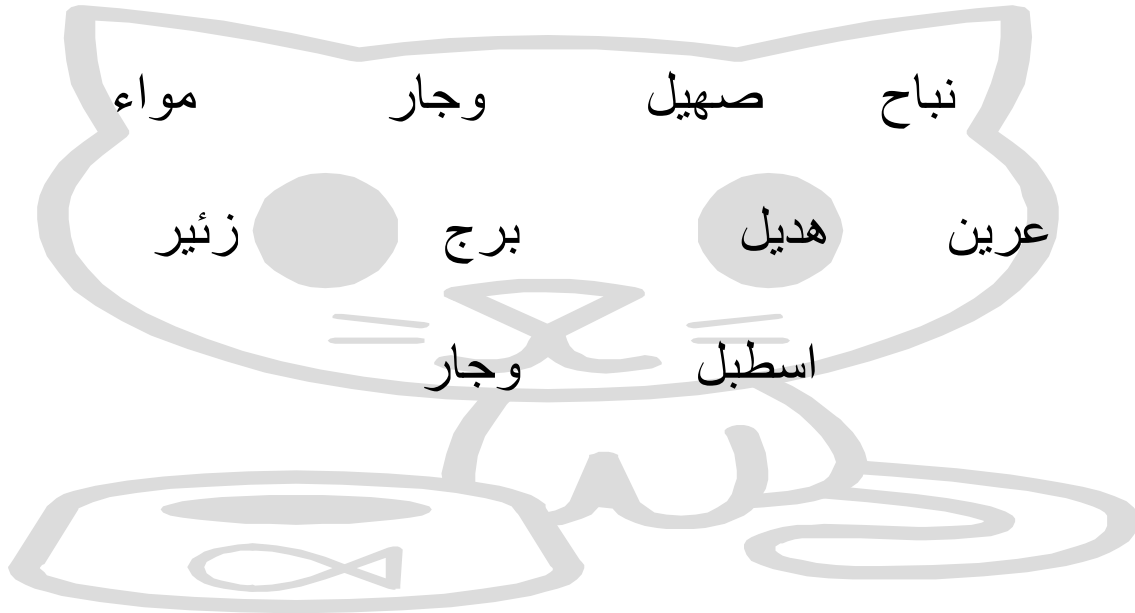 نباح صهيل وجار مواء
عرين هديل برج زئير
اسطبل وجار